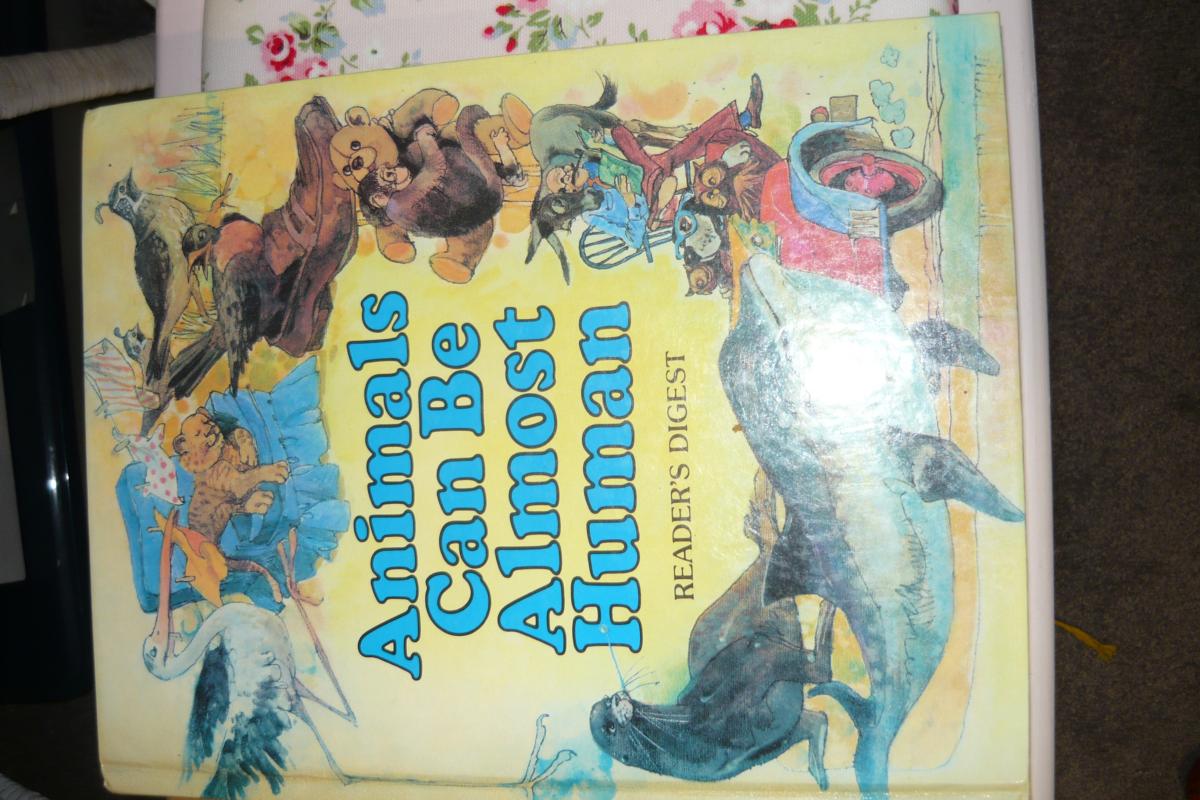 Animals
Can Be
Almost
Human
READER'S DIGEST